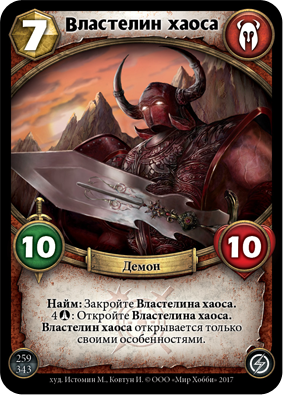 7 Властелин хаоса
10 10
Демон
Найм: Закройте Властелина хаоса.
4 : Откройте Властелина хаоса.
Властелин хаоса открывается только
своими особенностями.
259
343
худ. Истомин М., Ковтун И. © ООО «Мир Хобби» 2017